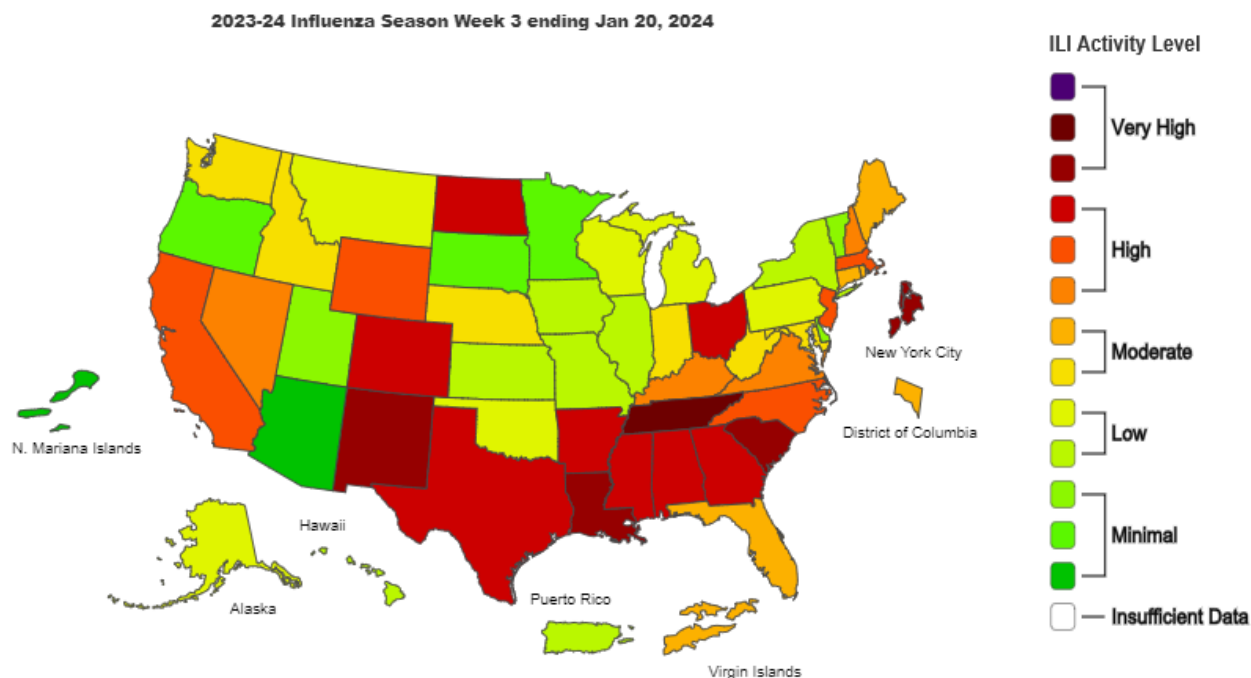 2023-24 Influenza Season Week 3 ending Jan 20, 2024
ILI Activity Level
Very High
High
Moderate
Low
Minimal
Insufficient Data
New York City
District of Columbia
N. Mariana Islands
Hawaii
Alaska
Puerto Rico
Virgin Islands